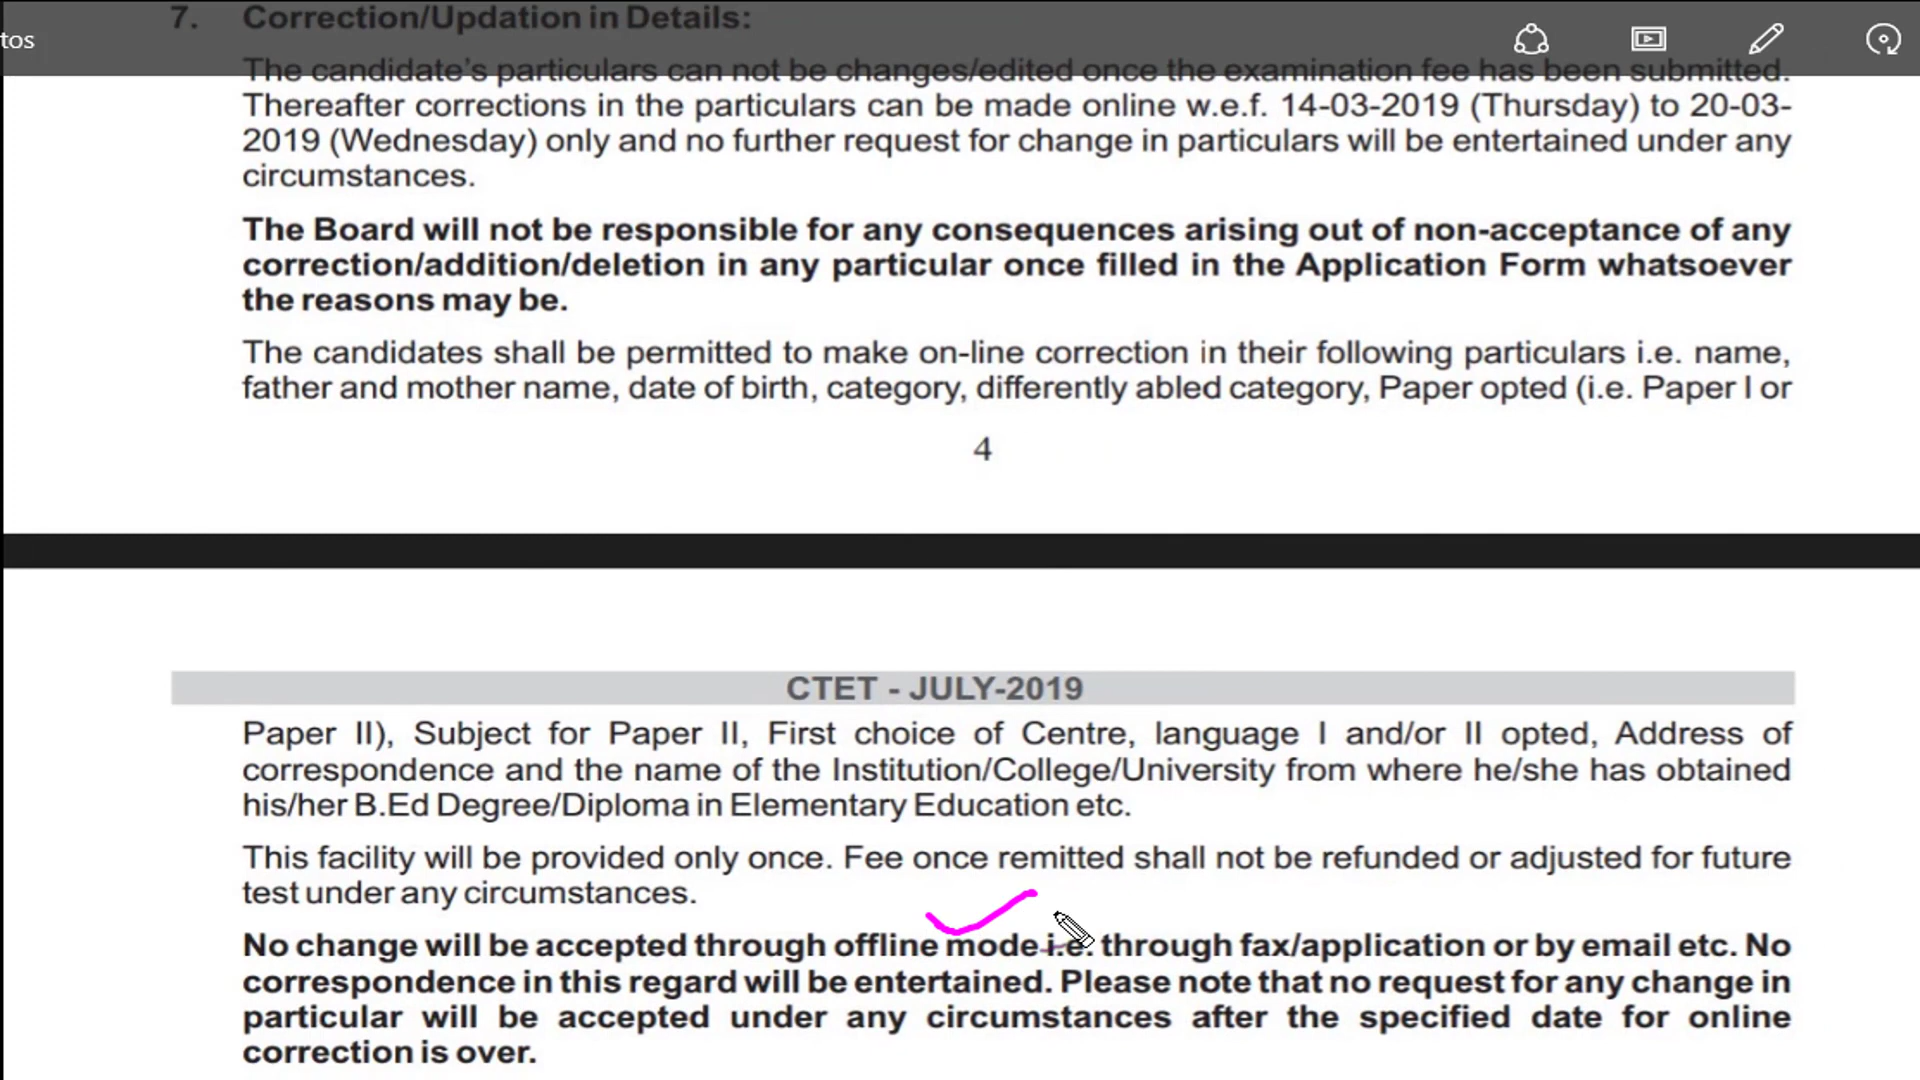 7. Correction/Updation in Details:
tos
The candidate's particulars can not be changes/edited once the examination fee has been submitted.
Thereafter corrections in the particulars can be made online w.e.f. 14-03-2019 (Thursday) to 20-03-
2019 (Wednesday) only and no further request for change in particulars will be entertained under any
circumstances.
The Board will not be responsible for any consequences arising out of non-acceptance of any
correction/addition/deletion in any particular once filled in the Application Form whatsoever
the reasons may be.
The candidates shall be permitted to make on-line correction in their following particulars i.e. name,
father and mother name, date of birth, category, differently abled category, Paper opted (i.e. Paper I or
4
CTET - JULY-2019
Paper II), Subject for Paper II, First choice of Centre, language I and/or II opted, Address of
correspondence and the name of the Institution/College/University from where he/she has obtained
his/her B.Ed Degree/Diploma in Elementary Education etc.
This facility will be provided only once. Fee once remitted shall not be refunded or adjusted for future
test under any circumstances.
No change will be accepted through offline mode i.e. through fax/application or by email etc. No
correspondence in this regard will be entertained. Please note that no request for any change in
particular will be accepted under any circumstances after the specified date for online
correction is over.